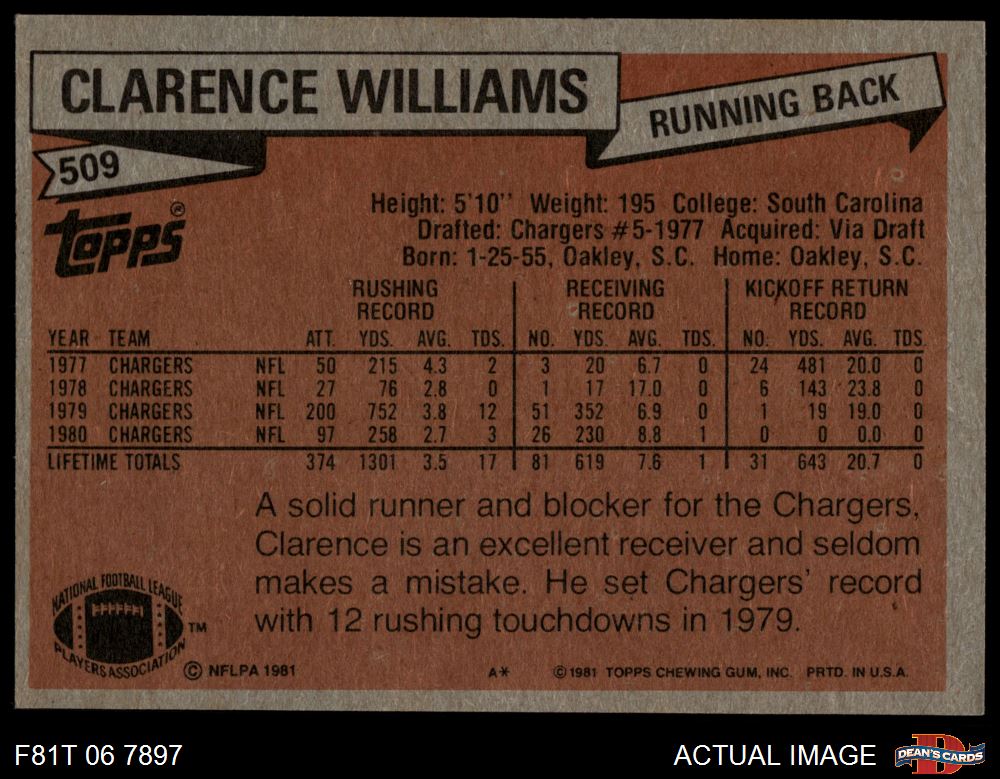 CLARENCE WILLIAMS
RUNNING BACK
509
TOPPS®
Height: 5'10'' Weight: 195 College: South Carolina
Drafted: Chargers #5-1977 Acquired: Via Draft
Born: 1-25-55, Oakley, S.C. Home: Oakley, S.C.
RUSHING RECORD RECEIVING RECORD KICKOFF RETURN RECORD
YEAR TEAM ATT. YDS. AVG. TDS. NO. YDS. AVG. TDS. NO. YDS. AVG. TDS.
1977 CHARGERS NFL 50 215 4.3 2 3 20 6.7 0 24 481 20.0 0
1978 CHARGERS NFL 27 76 2.8 0 1 17 17.0 0 6 143 23.8 0
1979 CHARGERS NFL 200 752 3.8 12 51 352 6.9 0 1 19 19.0 0
1980 CHARGERS NFL 97 258 2.7 3 26 230 8.8 1 0 0 0.0 0
LIFETIME TOTALS 374 1301 3.5 17 81 619 7.6 1 31 643 20.7 0
A solid runner and blocker for the Chargers,
Clarence is an excellent receiver and seldom
makes a mistake. He set Chargers' record
with 12 rushing touchdowns in 1979.
NATIONAL FOOTBALL LEAGUE
PLAYERS ASSOCIATION
TM
© NFLPA 1981 A* © 1981 TOPPS CHEWING GUM, INC. PRTD. IN U.S.A.
F81T 06 7897 ACTUAL IMAGE
D
DEAN'S CARDS